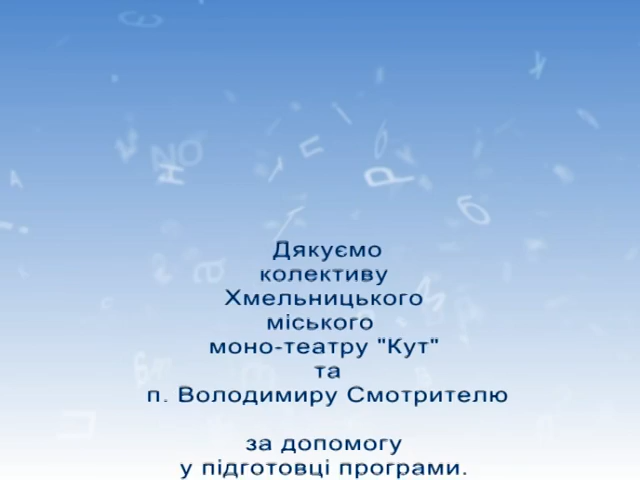 Дякуємо
колективу
Хмельницького
міського
моно-театру "Кут"
та
п. Володимиру Смотрителю
за допомогу
у підготовці програми.